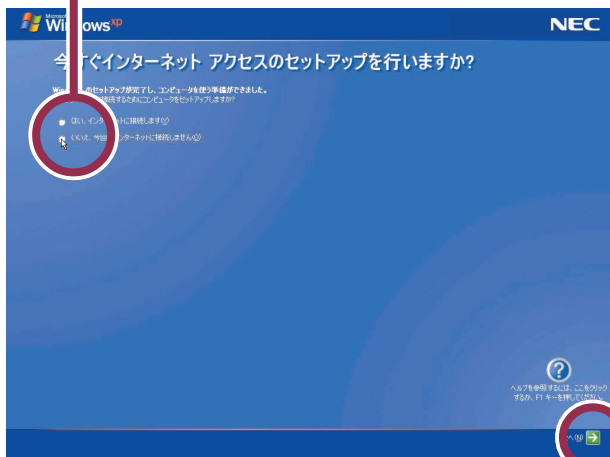 Microsoft
Windows xp
NEC
今すぐインターネット アクセスのセットアップを行いますか?
のセットアップが完了し、コンピュータを使う準備ができました。
接続するためにコンピュータをセットアップしますか?
はい、インターネットに接続します(Y)
いいえ、今回はインターネットに接続しません(O)
ヘルプを参照するには、ここをクリック
するか、F1 キーを押してください。
へ(N)